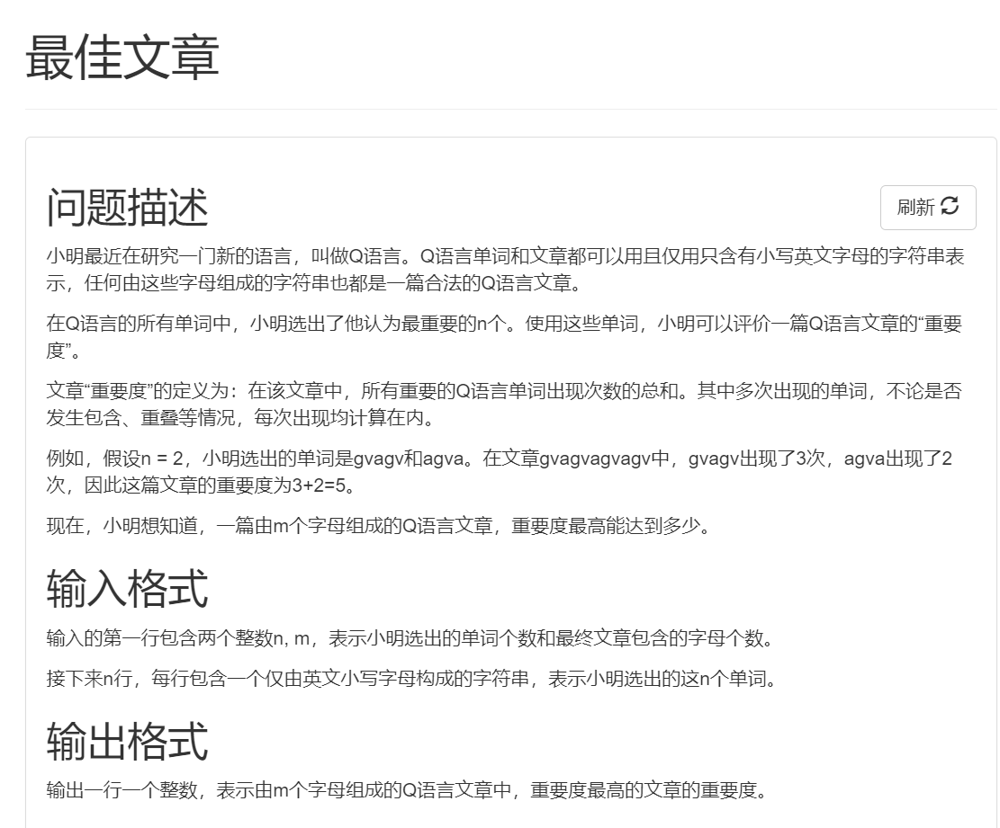 最佳文章
问题描述
刷新
小明最近在研究一门新的语言，叫做Q语言。Q语言单词和文章都可以用且仅用只含有小写英文字母的字符串表
示，任何由这些字母组成的字符串也都是一篇合法的Q语言文章。
在Q语言的所有单词中，小明选出了他认为最重要的n个。使用这些单词，小明可以评价一篇Q语言文章的“重要
度”。
文章“重要度”的定义为：在该文章中，所有重要的Q语言单词出现次数的总和。其中多次出现的单词，不论是否
发生包含、重叠等情况，每次出现均计算在内。
例如，假设n = 2，小明选出的单词是gvagv和agva。在文章gvagvagvagv中，gvagv出现了3次，agva出现了2
次，因此这篇文章的重要度为3+2=5。
现在，小明想知道，一篇由m个字母组成的Q语言文章，重要度最高能达到多少。
输入格式
输入的第一行包含两个整数n, m，表示小明选出的单词个数和最终文章包含的字母个数。
接下来n行，每行包含一个仅由英文小写字母构成的字符串，表示小明选出的这n个单词。
输出格式
输出一行一个整数，表示由m个字母组成的Q语言文章中，重要度最高的文章的重要度。